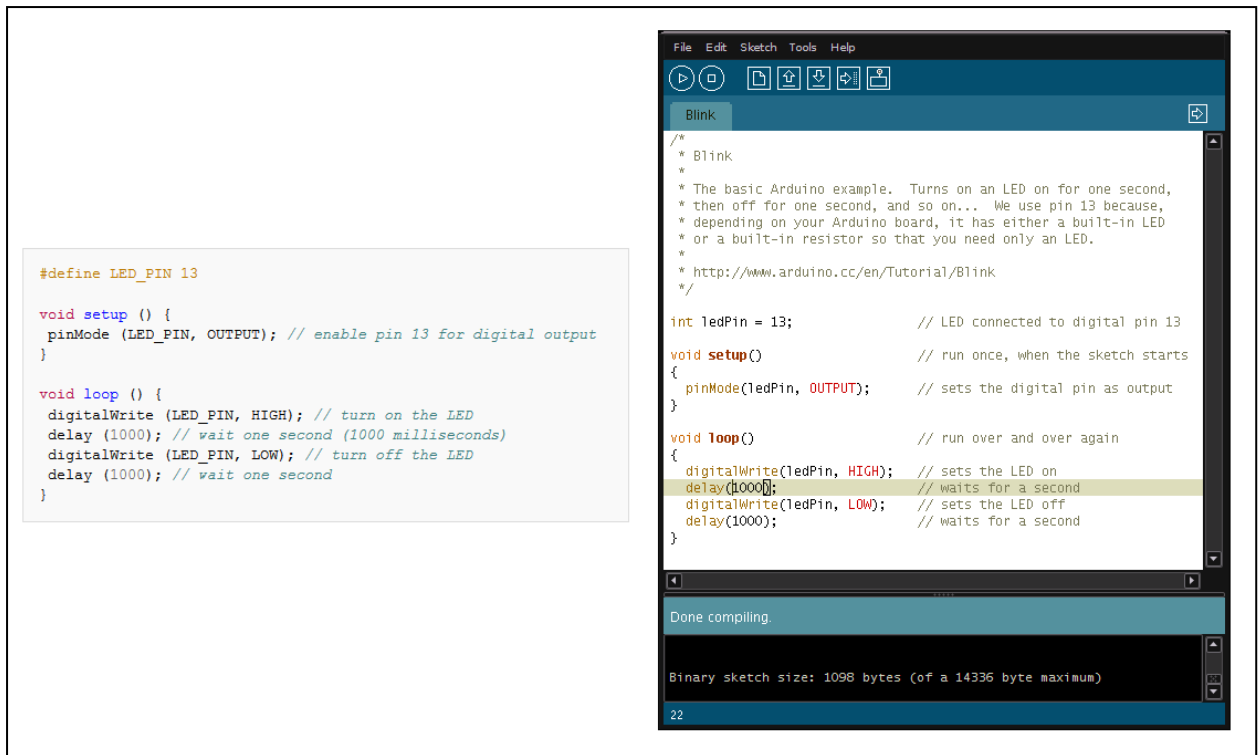 #define LED_PIN 13
void setup () {
pinMode (LED_PIN, OUTPUT); // enable pin 13 for digital output
}
void loop () {
digitalWrite (LED_PIN, HIGH); // turn on the LED
delay (1000); // wait one second (1000 milliseconds)
digitalWrite (LED_PIN, LOW); // turn off the LED
delay (1000); // wait one second
}
File Edit Sketch Tools Help
Blink
/*
* Blink
*
* The basic Arduino example.  Turns on an LED on for one second,
* then off for one second, and so on...  We use pin 13 because,
* depending on your Arduino board, it has either a built-in LED
* or a built-in resistor so that you need only an LED.
*
* http://www.arduino.cc/en/Tutorial/Blink
*/
int ledPin = 13; // LED connected to digital pin 13
void setup() // run once, when the sketch starts
{
pinMode(ledPin, OUTPUT); // sets the digital pin as output
}
void loop() // run over and over again
{
digitalWrite(ledPin, HIGH); // sets the LED on
delay(1000); // waits for a second
digitalWrite(ledPin, LOW); // sets the LED off
delay(1000); // waits for a second
}
Done compiling.
Binary sketch size: 1098 bytes (of a 14336 byte maximum)
22